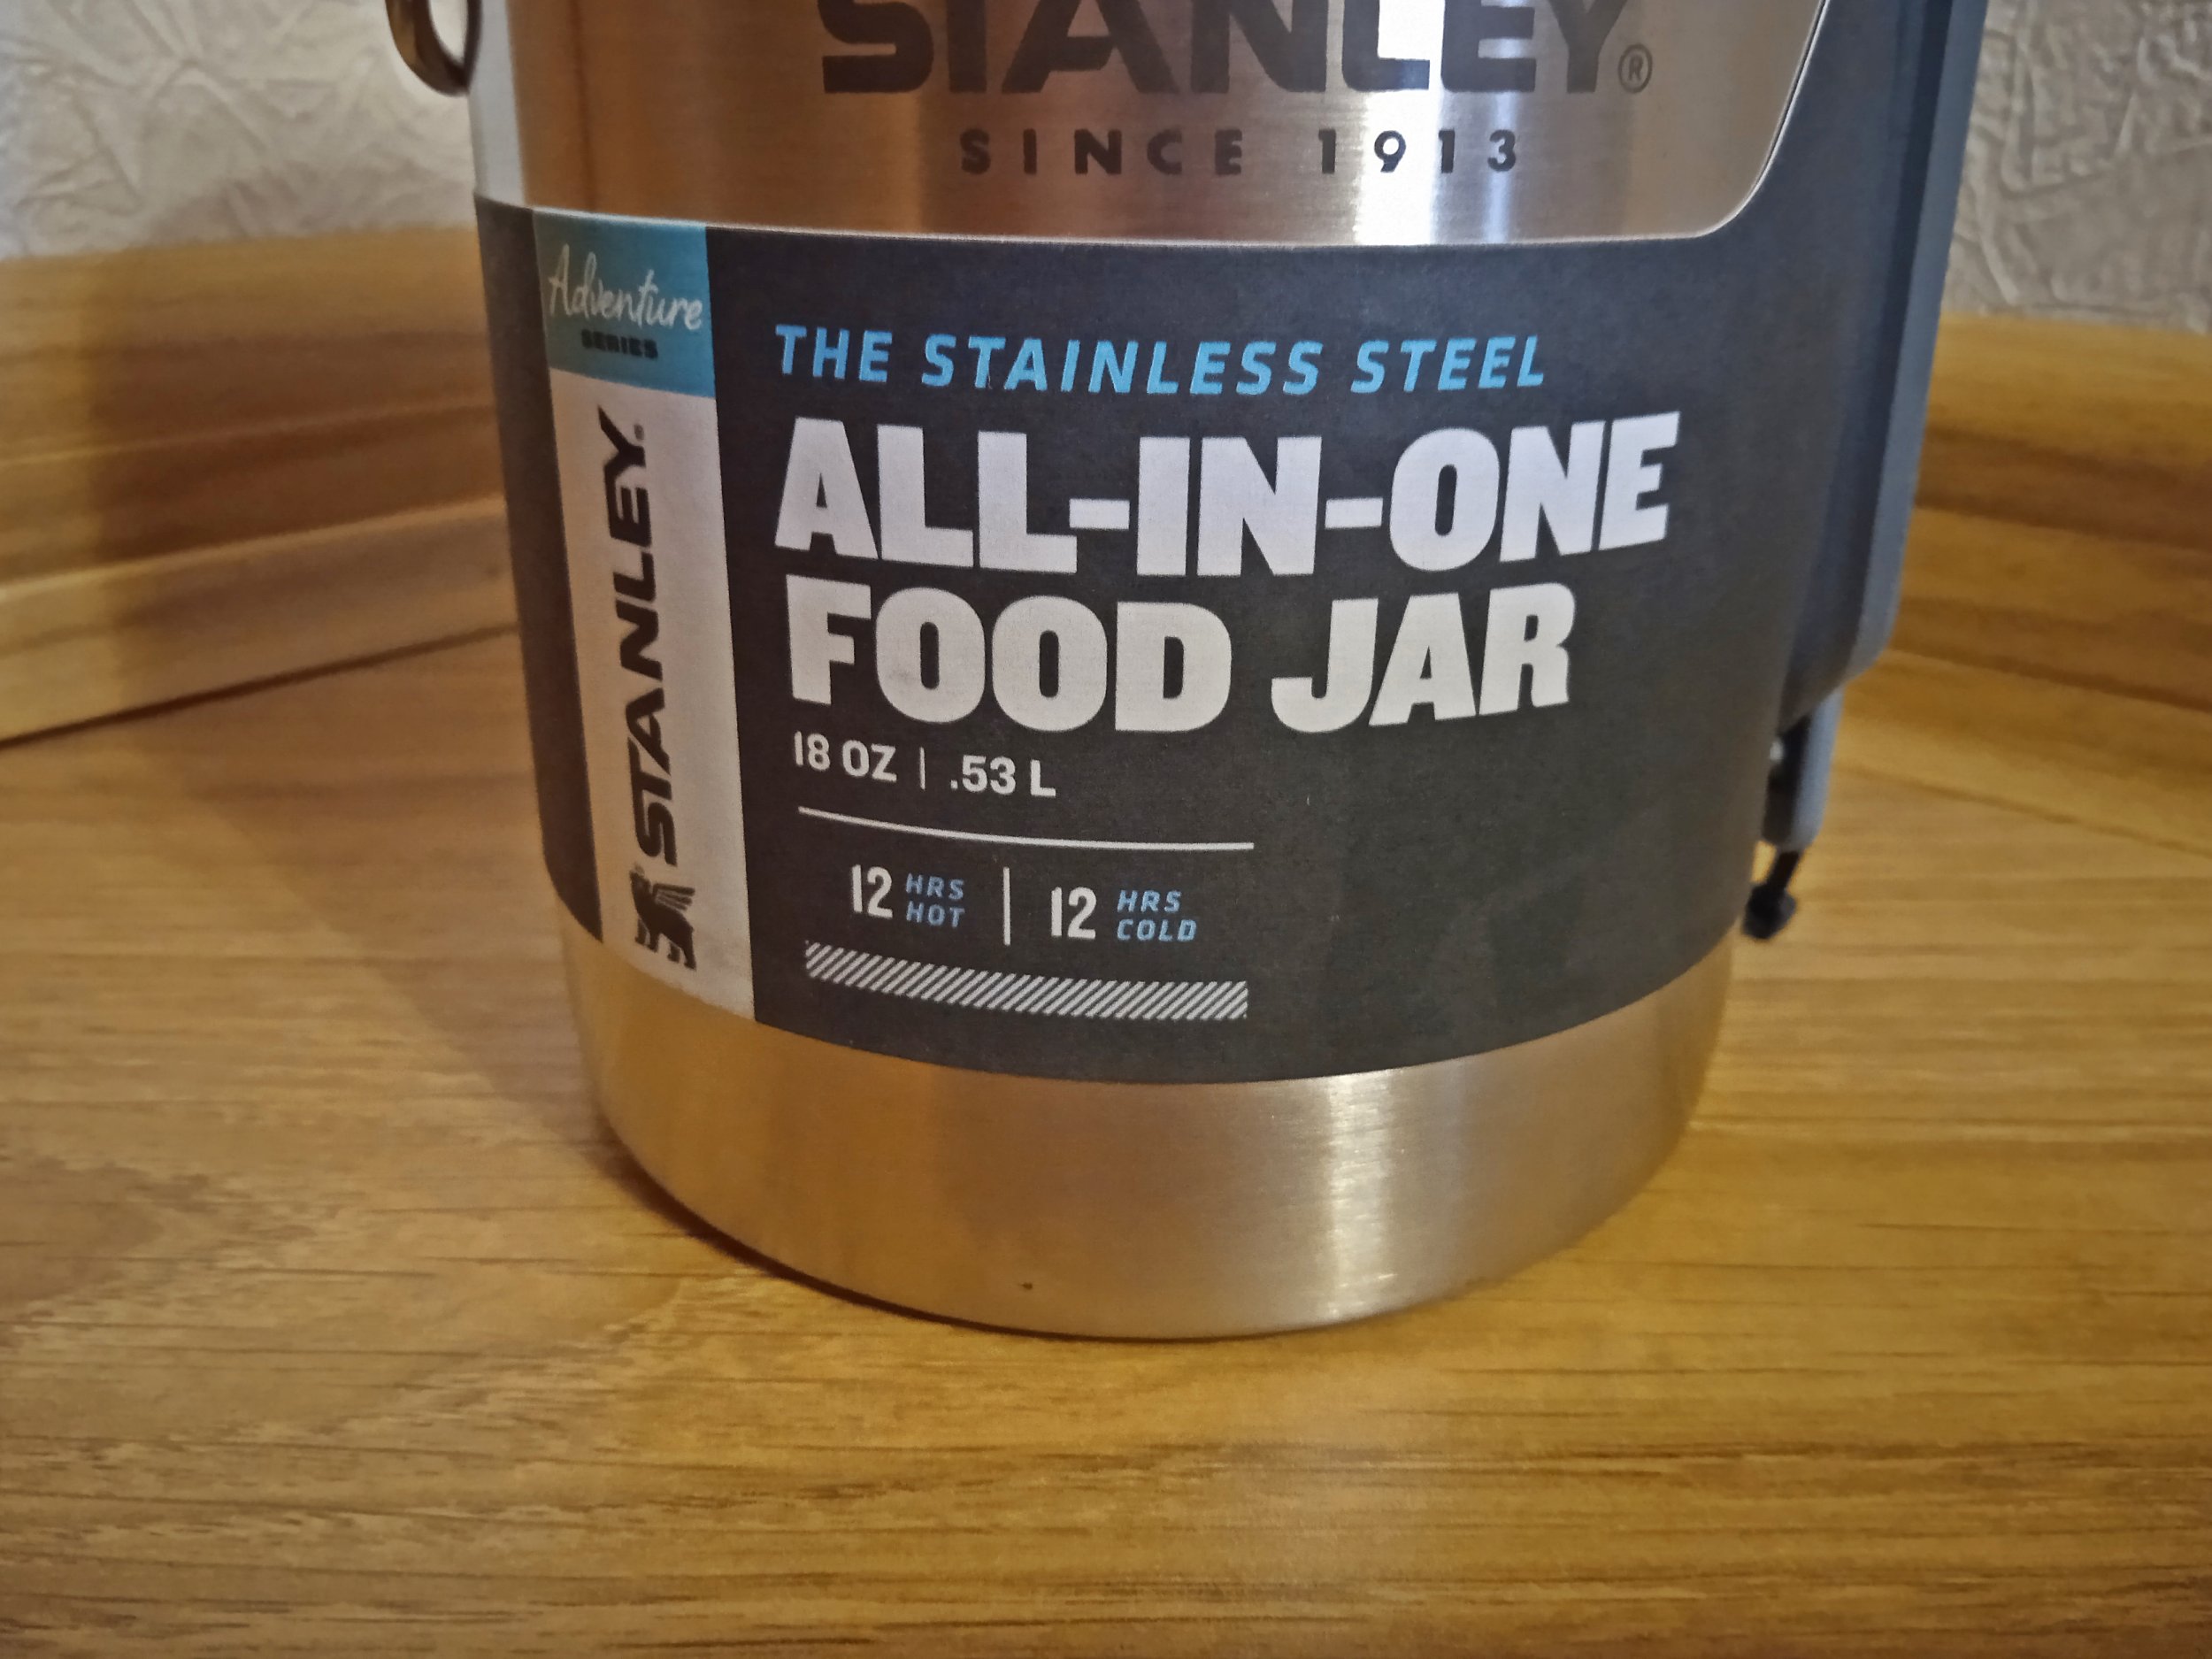 STANLEY®
SINCE 1913
Adventure
SERIES
STANLEY®
THE STAINLESS STEEL
ALL-IN-ONE
FOOD JAR
18 OZ | .53 L
12 HRS HOT | 12 HRS COLD